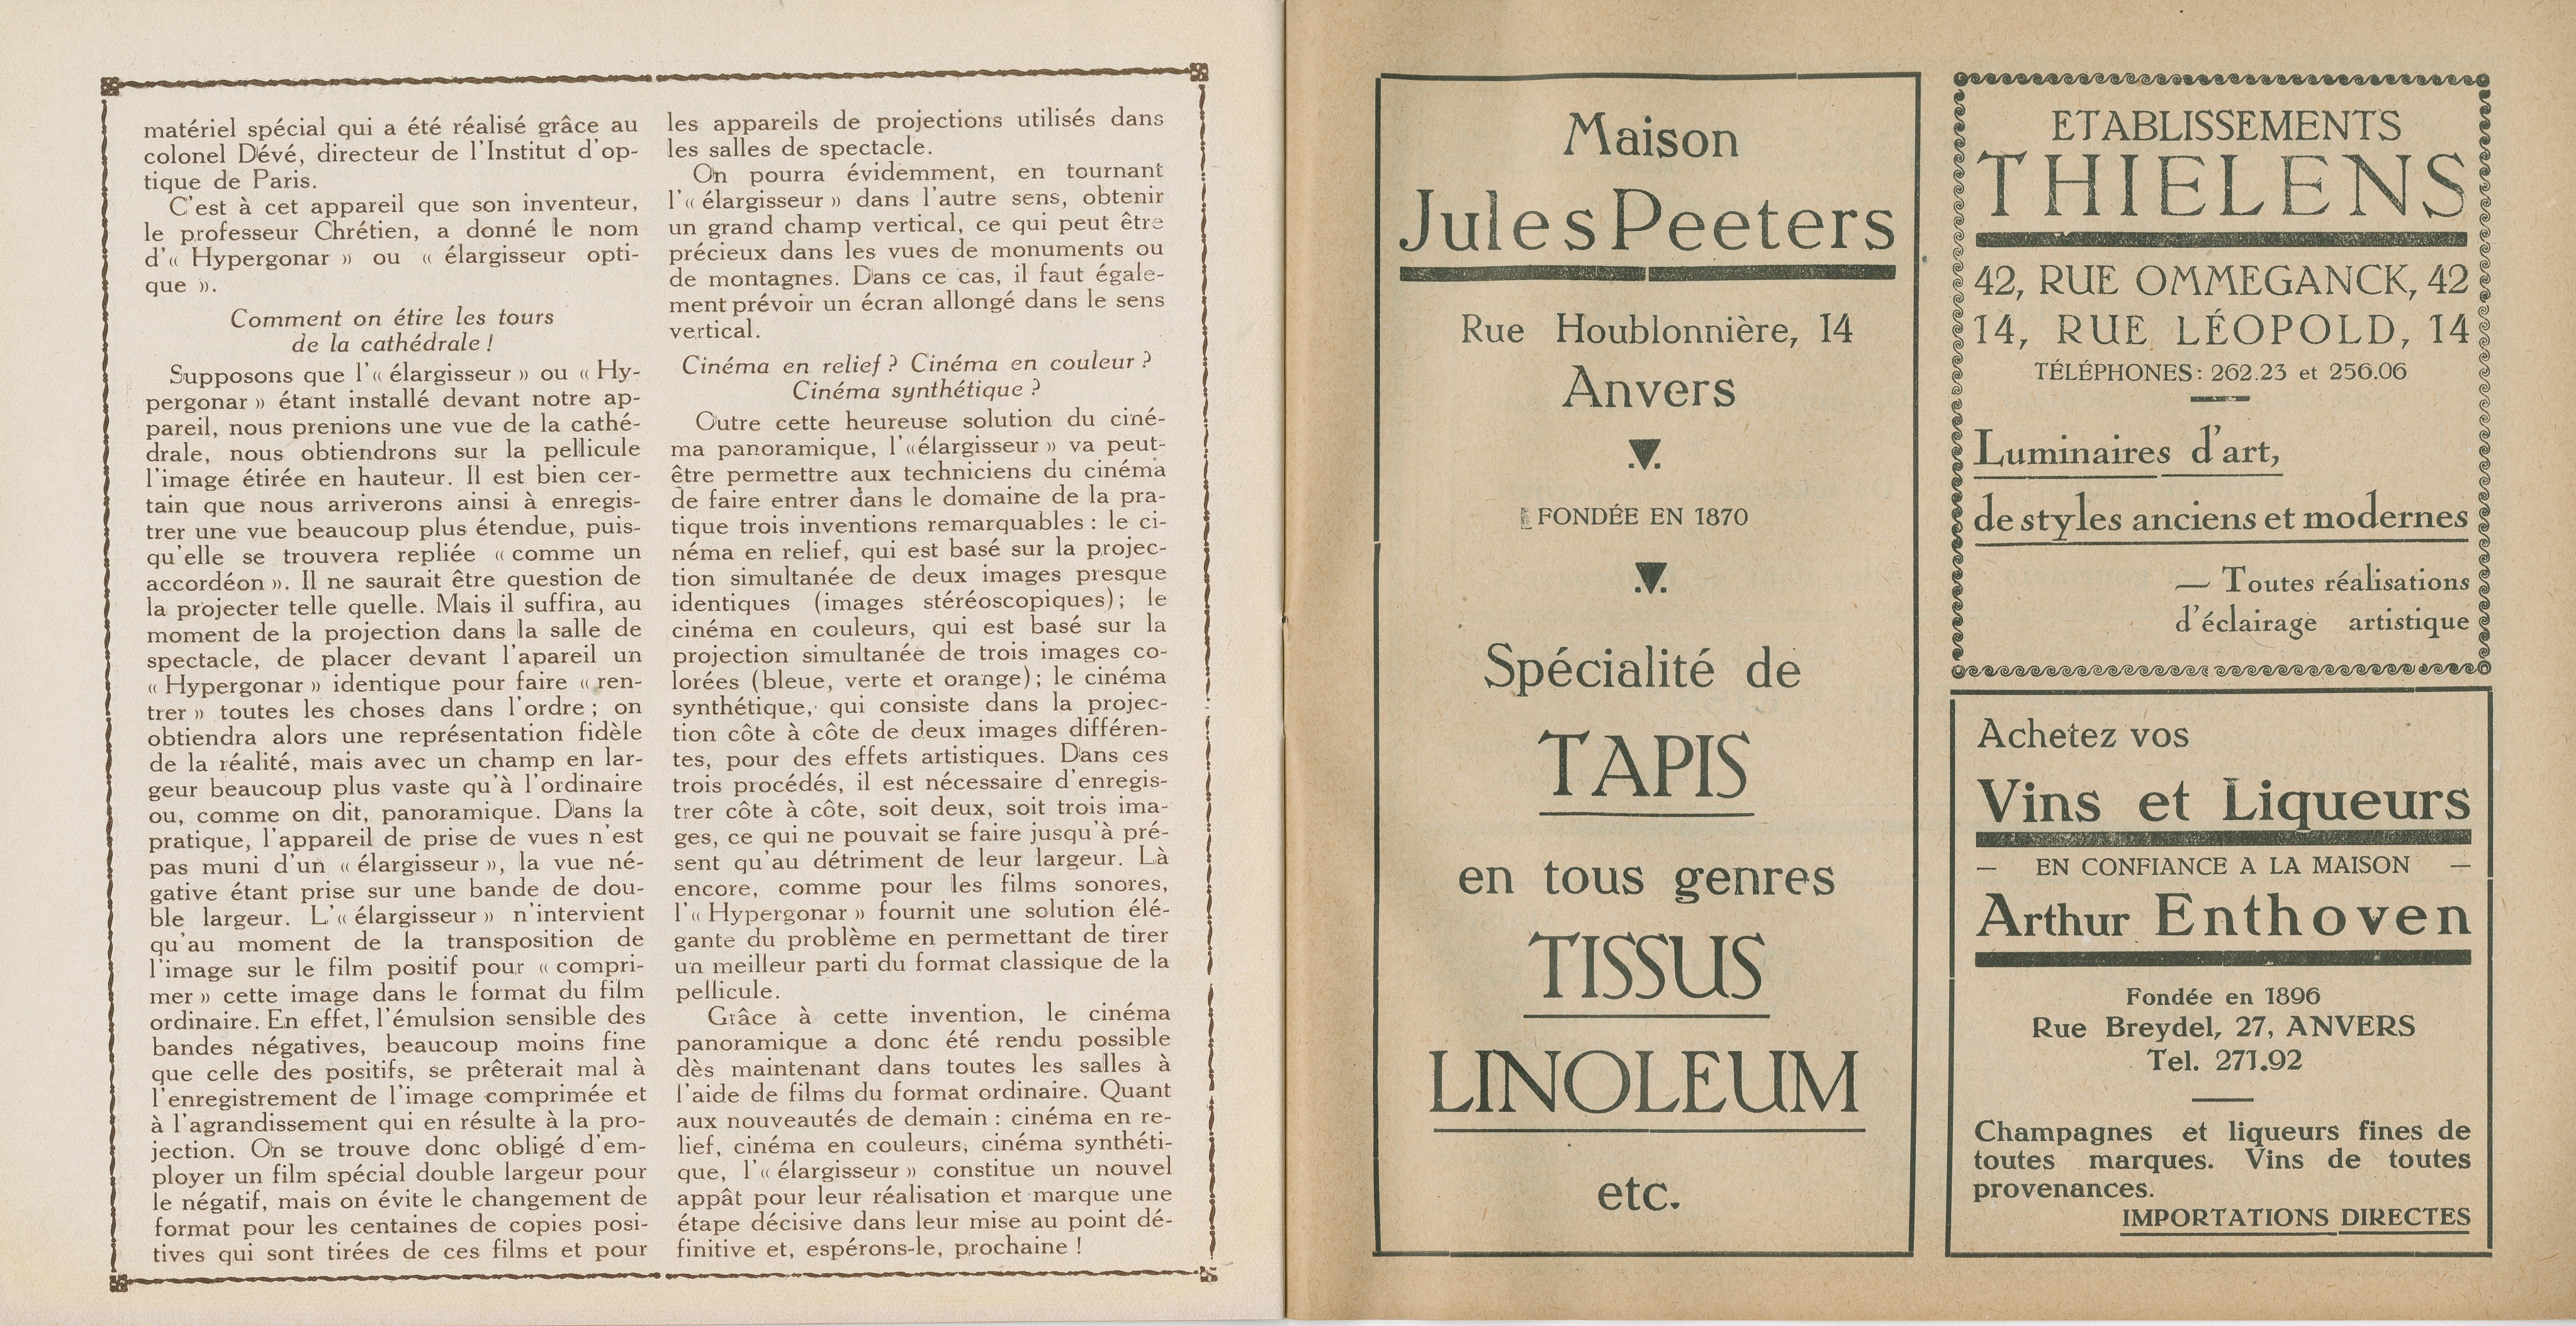 matériel spécial qui a été réalisé grâce au
colonel Dévé, directeur de l'Institut d'op-
tique de Paris.
C'est à cet appareil que son inventeur,
le professeur Chrétien, a donné le nom
d'« Hypergonar » ou « élargisseur opti-
que ».
Comment on étire les tours
de la cathédrale !
Supposons que l'« élargisseur » ou « Hy-
pergonar » étant installé devant notre ap-
pareil, nous prenions une vue de la cathé-
drale, nous obtiendrons sur la pellicule
l'image étirée en hauteur. Il est bien cer-
tain que nous arriverons ainsi à enregis-
trer une vue beaucoup plus étendue, puis-
qu'elle se trouvera repliée « comme un
accordéon ». Il ne saurait être question de
la projecter telle quelle. Mais il suffira, au
moment de la projection dans la salle de
spectacle, de placer devant l'apareil un
« Hypergonar » identique pour faire « ren-
trer » toutes les choses dans l'ordre ; on
obtiendra alors une représentation fidèle
de la réalité, mais avec un champ en lar-
geur beaucoup plus vaste qu'à l'ordinaire
ou, comme on dit, panoramique. Dans la
pratique, l'appareil de prise de vues n'est
pas muni d'un « élargisseur », la vue né-
gative étant prise sur une bande de dou-
ble largeur. L'« élargisseur » n'intervient
qu'au moment de la transposition de
l'image sur le film positif pour « compri-
mer » cette image dans le format du film
ordinaire. En effet, l'émulsion sensible des
bandes négatives, beaucoup moins fine
que celle des positifs, se prêterait mal à
l'enregistrement de l'image comprimée et
à l'agrandissement qui en résulte à la pro-
jection. On se trouve donc obligé d'em-
ployer un film spécial double largeur pour
le négatif, mais on évite le changement de
format pour les centaines de copies posi-
tives qui sont tirées de ces films et pour
les appareils de projections utilisés dans
les salles de spectacle.
On pourra évidemment, en tournant
l'« élargisseur » dans l'autre sens, obtenir
un grand champ vertical, ce qui peut être
précieux dans les vues de monuments ou
de montagnes. Dans ce cas, il faut égale-
ment prévoir un écran allongé dans le sens
vertical.
Cinéma en relief ? Cinéma en couleur ?
Cinéma synthétique ?
Outre cette heureuse solution du ciné-
ma panoramique, l'«élargisseur » va peut-
être permettre aux techniciens du cinéma
de faire entrer dans le domaine de la pra-
tique trois inventions remarquables : le ci-
néma en relief, qui est basé sur la projec-
tion simultanée de deux images presque
identiques (images stéréoscopiques) ; le
cinéma en couleurs, qui est basé sur la
projection simultanée de trois images co-
lorées (bleue, verte et orange) ; le cinéma
synthétique, qui consiste dans la projec-
tion côte à côte de deux images différen-
tes, pour des effets artistiques. Dans ces
trois procédés, il est nécessaire d'enregis-
trer côte à côte, soit deux, soit trois ima-
ges, ce qui ne pouvait se faire jusqu'à pré-
sent qu'au détriment de leur largeur. Là
encore, comme pour les films sonores,
l'« Hypergonar » fournit une solution élé-
gante du problème en permettant de tirer
un meilleur parti du format classique de la
pellicule.
Grâce à cette invention, le cinéma
panoramique a donc été rendu possible
dès maintenant dans toutes les salles à
l'aide de films du format ordinaire. Quant
aux nouveautés de demain : cinéma en re-
lief, cinéma en couleurs, cinéma synthéti-
que, l'« élargisseur » constitue un nouvel
appât pour leur réalisation et marque une
étape décisive dans leur mise au point dé-
finitive et, espérons-le, prochaine !
Maison
Jules Peeters
Rue Houblonnière, 14
Anvers
FONDÉE EN 1870
Spécialité de
TAPIS
en tous genres
TISSUS
LINOLEUM
etc.
ETABLISSEMENTS
THIELENS
42, RUE OMMEGANCK, 42
14, RUE LÉOPOLD, 14
TÉLÉPHONES : 262.23 et 256.06
Luminaires d'art,
de styles anciens et modernes
— Toutes réalisations
d'éclairage artistique
Achetez vos
Vins et Liqueurs
— EN CONFIANCE A LA MAISON —
Arthur Enthoven
Fondée en 1896
Rue Breydel, 27, ANVERS
Tel. 271.92
Champagnes et liqueurs fines de
toutes marques. Vins de toutes
provenances.
IMPORTATIONS DIRECTES